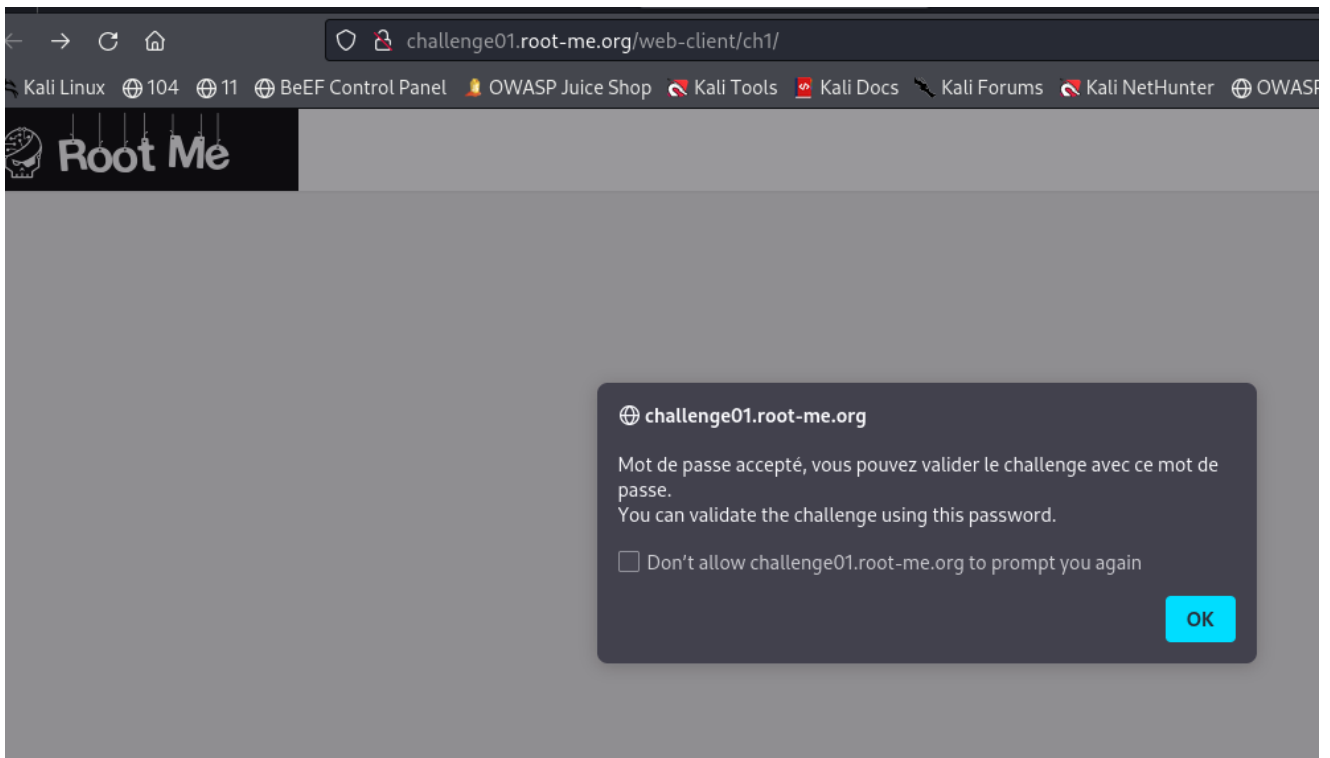 challenge01.root-me.org/web-client/ch1/
Kali Linux 104 11 BeEF Control Panel OWASP Juice Shop Kali Tools Kali Docs Kali Forums Kali NetHunter OWASP
Root Me
challenge01.root-me.org
Mot de passe accepté, vous pouvez valider le challenge avec ce mot de
passe.
You can validate the challenge using this password.
Don't allow challenge01.root-me.org to prompt you again
OK